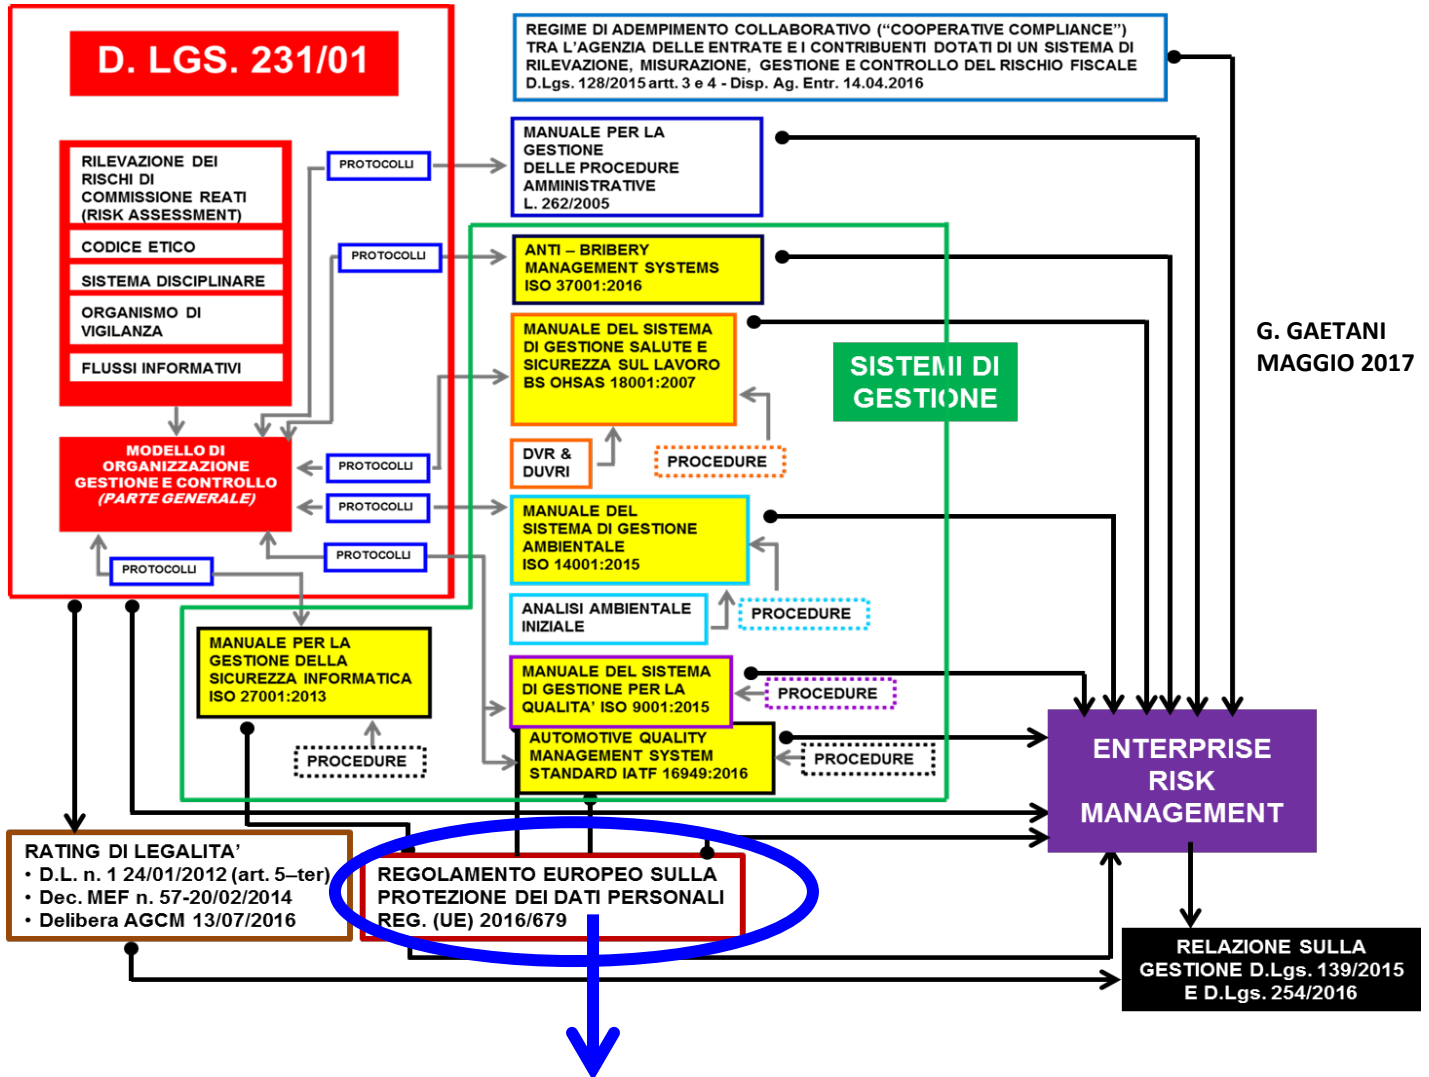 D. LGS. 231/01
RILEVAZIONE DEI
RISCHI DI
COMMISSIONE REATI
(RISK ASSESSMENT)
CODICE ETICO
SISTEMA DISCIPLINARE
ORGANISMO DI
VIGILANZA
FLUSSI INFORMATIVI
MODELLO DI
ORGANIZZAZIONE
GESTIONE E CONTROLLO
(PARTE GENERALE)
PROTOCOLLI
PROTOCOLLI
PROTOCOLLI
PROTOCOLLI
PROTOCOLLI
PROTOCOLLI
REGIME DI ADEMPIMENTO COLLABORATIVO (“COOPERATIVE COMPLIANCE”)
TRA L’AGENZIA DELLE ENTRATE E I CONTRIBUENTI DOTATI DI UN SISTEMA DI
RILEVAZIONE, MISURAZIONE, GESTIONE E CONTROLLO DEL RISCHIO FISCALE
D.Lgs. 128/2015 artt. 3 e 4 - Disp. Ag. Entr. 14.04.2016
MANUALE PER LA
GESTIONE
DELLE PROCEDURE
AMMINISTRATIVE
L. 262/2005
ANTI – BRIBERY
MANAGEMENT SYSTEMS
ISO 37001:2016
MANUALE DEL SISTEMA
DI GESTIONE SALUTE E
SICUREZZA SUL LAVORO
BS OHSAS 18001:2007
DVR &
DUVRI
PROCEDURE
SISTEMI DI
GESTIONE
G. GAETANI
MAGGIO 2017
MANUALE DEL
SISTEMA DI GESTIONE
AMBIENTALE
ISO 14001:2015
ANALISI AMBIENTALE
INIZIALE
PROCEDURE
MANUALE PER LA
GESTIONE DELLA
SICUREZZA INFORMATICA
ISO 27001:2013
PROCEDURE
MANUALE DEL SISTEMA
DI GESTIONE PER LA
QUALITA’ ISO 9001:2015
PROCEDURE
AUTOMOTIVE QUALITY
MANAGEMENT SYSTEM
STANDARD IATF 16949:2016
PROCEDURE
ENTERPRISE
RISK
MANAGEMENT
RATING DI LEGALITA’
• D.L. n. 1 24/01/2012 (art. 5–ter)
• Dec. MEF n. 57-20/02/2014
• Delibera AGCM 13/07/2016
REGOLAMENTO EUROPEO SULLA
PROTEZIONE DEI DATI PERSONALI
REG. (UE) 2016/679
RELAZIONE SULLA
GESTIONE D.Lgs. 139/2015
E D.Lgs. 254/2016